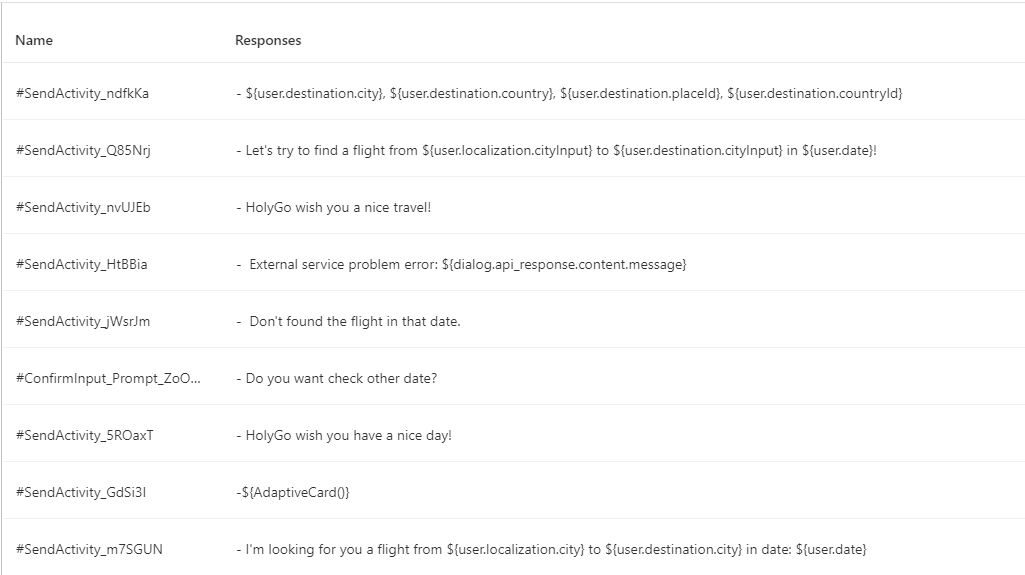 Name Responses
#SendActivity_ndfkKa - ${user.destination.city}, ${user.destination.country}, ${user.destination.placeId}, ${user.destination.countryId}
#SendActivity_Q85Nrj - Let's try to find a flight from ${user.localization.cityInput} to ${user.destination.cityInput} in ${user.date}!
#SendActivity_nvUJEb - HolyGo wish you a nice travel!
#SendActivity_HtBBia - External service problem error: ${dialog.api_response.content.message}
#SendActivity_jWsrJm - Don't found the flight in that date.
#ConfirmInput_Prompt_ZoO... - Do you want check other date?
#SendActivity_5ROaxT - HolyGo wish you have a nice day!
#SendActivity_GdSi3I -${AdaptiveCard()}
#SendActivity_m7SGUN - I'm looking for you a flight from ${user.localization.city} to ${user.destination.city} in date: ${user.date}